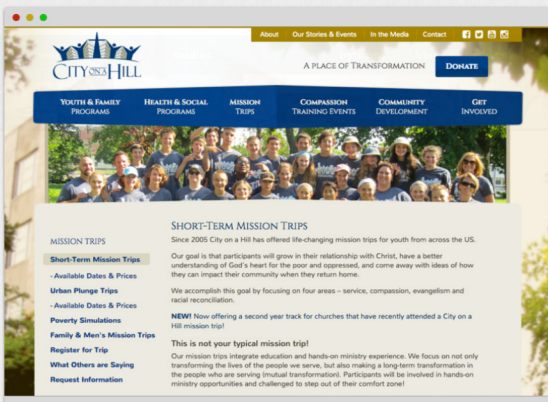 About Our Stories & Events In the Media Contact
CITY ON A HILL
A PLACE OF TRANSFORMATION DONATE
YOUTH & FAMILY PROGRAMS
HEALTH & SOCIAL PROGRAMS
MISSION TRIPS
COMPASSION TRAINING EVENTS
COMMUNITY DEVELOPMENT
GET INVOLVED
MISSION TRIPS
Short-Term Mission Trips
- Available Dates & Prices
Urban Plunge Trips
- Available Dates & Prices
Poverty Simulations
Family & Men's Mission Trips
Register for Trip
What Others are Saying
Request Information
SHORT-TERM MISSION TRIPS
Since 2005 City on a Hill has offered life-changing mission trips for youth from across the US.
Our goal is that participants will grow in their relationship with Christ, have a better
understanding of God's heart for the poor and oppressed, and come away with ideas of how
they can impact their community when they return home.
We accomplish this goal by focusing on four areas – service, compassion, evangelism and
racial reconciliation.
NEW! Now offering a second year track for churches that have recently attended a City on a
Hill mission trip!
This is not your typical mission trip!
Our mission trips integrate education and hands-on ministry experience. We focus on not only
transforming the lives of the people we serve, but also making a long-term transformation in
the people who are serving (mutual transformation). Participants will be involved in hands-on
ministry opportunities and challenged to step out of their comfort zone!